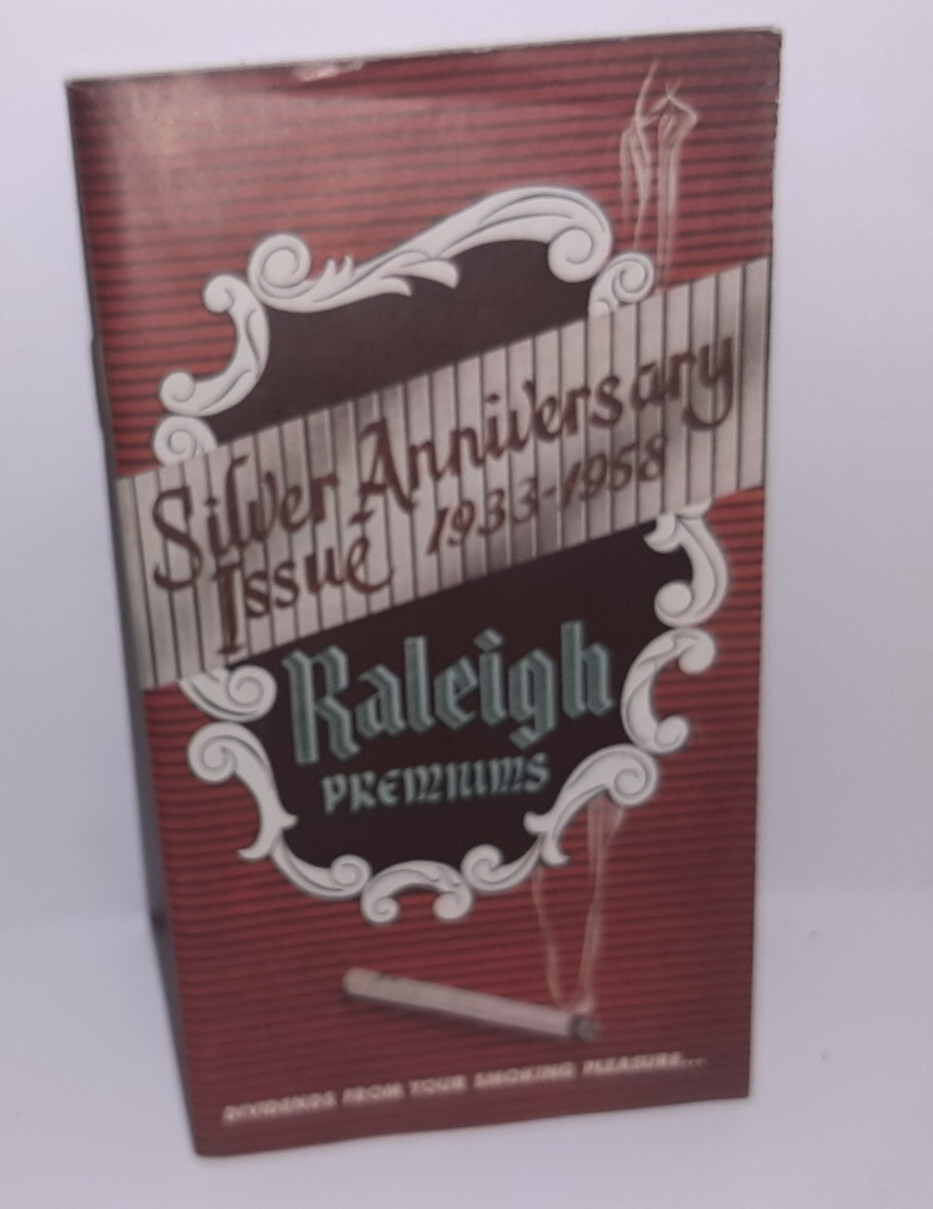 Silver Anniversary
Issue 1933-1958
Raleigh
PREMIUMS
DIVIDENDS FROM YOUR SMOKING PLEASURE...